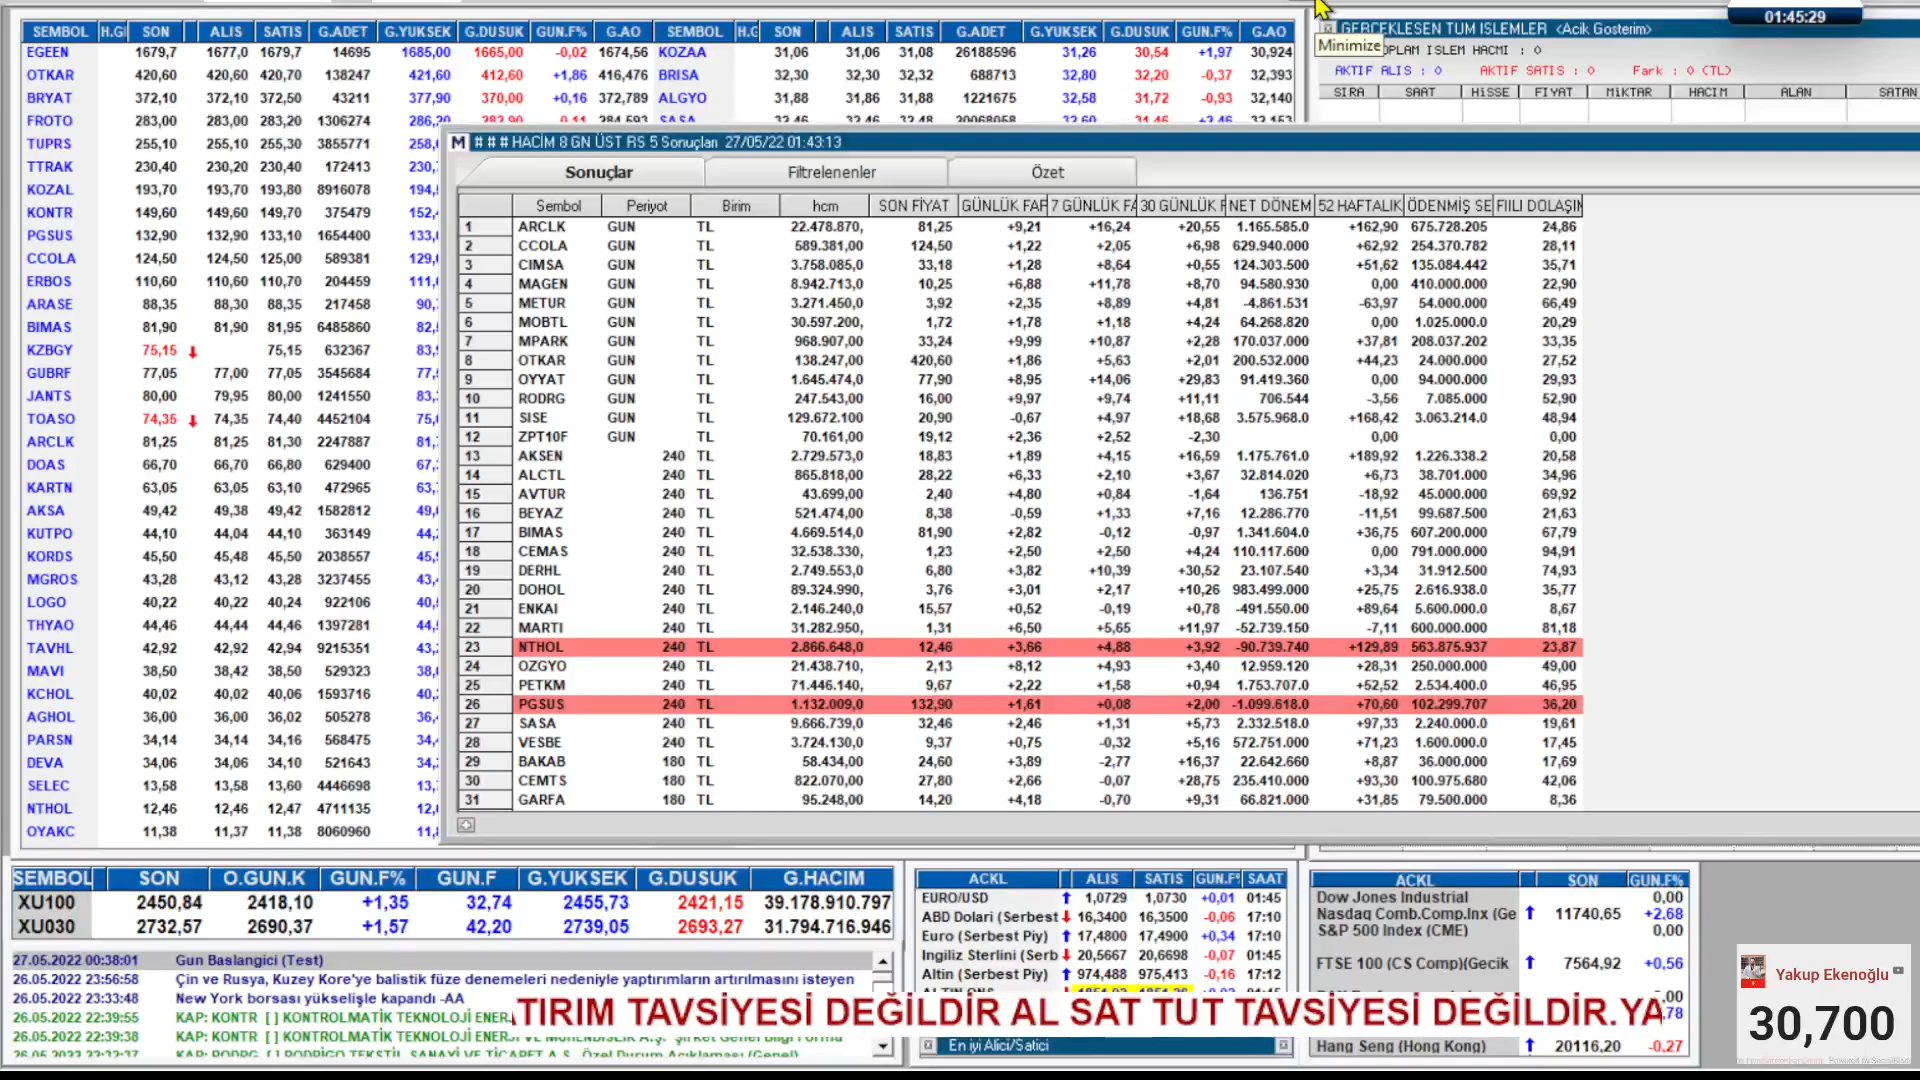 SEMBOL H.Gİ SON ALIS SATIS G.ADET G.YUKSEK G.DUSUK GUN.F% G.AO SEMBOL H.G SON ALIS SATIS G.ADET G.YUKSEK G.DUSUK GUN.F% G.AO
EGEEN 1679,7 1677,0 1679,7 14695 1685,00 1665,00 -0,02 1674,56 KOZAA 31,06 31,06 31,08 26188596 31,26 30,54 +1,97 30,924
OTKAR 420,60 420,60 420,70 138247 421,60 412,60 +1,86 416,476 BRISA 32,30 32,30 32,32 688713 32,80 32,20 -0,37 32,393
BRYAT 372,10 372,10 372,50 43211 377,90 370,00 +0,16 372,789 ALGYO 31,88 31,86 31,88 1221675 32,58 31,72 -0,93 32,140
FROTO 283,00 283,00 283,20 1306274
TUPRS 255,10 255,10 255,30 3855771
TTRAK 230,40 230,20 230,40 172413
KOZAL 193,70 193,70 193,80 8916078
KONTR 149,60 149,60 149,70 375479
PGSUS 132,90 132,90 133,10 1654400
CCOLA 124,50 124,50 125,00 589381
ERBOS 110,60 110,60 110,70 204459
ARASE 88,35 88,30 88,35 217458
BIMAS 81,90 81,90 81,95 6485860
KZBGY 75,15 75,15 632367
GUBRF 77,05 77,00 77,05 3545684
JANTS 80,00 79,95 80,00 1241550
TOASO 74,35 74,35 74,40 4452104
ARCLK 81,25 81,25 81,30 2247887
DOAS 66,70 66,70 66,80 629400
KARTN 63,05 63,05 63,10 472965
AKSA 49,42 49,38 49,42 1582812
KUTPO 44,10 44,04 44,10 363149
KORDS 45,50 45,48 45,50 2038557
MGROS 43,28 43,12 43,28 3237455
LOGO 40,22 40,22 40,24 922106
THYAO 44,46 44,44 44,46 1397281
TAVHL 42,92 42,92 42,94 9215351
MAVI 38,50 38,42 38,50 529323
KCHOL 40,02 40,02 40,06 1593716
AGHOL 36,00 36,00 36,02 505278
PARSN 34,14 34,14 34,16 568475
DEVA 34,06 34,06 34,10 521643
SELEC 13,58 13,58 13,60 4446698
NTHOL 12,46 12,46 12,47 4711135
OYAKC 11,38 11,37 11,38 8060960
M # # # HACİM 8 GN ÜST RS 5 Sonuçları 27/05/22 01:43:13
Sonuçlar Filtrelenenler Özet
Sembol Periyot Birim hcm SON FİYAT GÜNLÜK FAR 7 GÜNLÜK FA 30 GÜNLÜK F NET DÖNEM 52 HAFTALIK ÖDENMİŞ SE FIILI DOLAŞIM
1 ARCLK GUN TL 22.478.870, 81,25 +9,21 +16,24 +20,55 1.165.585.0 +162,90 675.728.205 24,86
2 CCOLA GUN TL 589.381,00 124,50 +1,22 +2,05 +6,98 629.940.000 +62,92 254.370.782 28,11
3 CIMSA GUN TL 3.758.085,0 33,18 +1,28 +8,64 +0,55 124.303.500 +51,62 135.084.442 35,71
4 MAGEN GUN TL 8.942.713,0 10,25 +6,88 +11,78 +8,70 94.580.930 0,00 410.000.000 22,90
5 METUR GUN TL 3.271.450,0 3,92 +2,35 +8,89 +4,81 -4.861.531 -63,97 54.000.000 66,49
6 MOBTL GUN TL 30.597.200, 1,72 +1,78 +1,18 +4,24 64.268.820 0,00 1.025.000.0 20,29
7 MPARK GUN TL 968.907,00 33,24 +9,99 +10,87 +2,28 170.037.000 +37,81 208.037.202 33,35
8 OTKAR GUN TL 138.247,00 420,60 +1,86 +5,63 +2,01 200.532.000 +44,23 24.000.000 27,52
9 OYYAT GUN TL 1.645.474,0 77,90 +8,95 +14,06 +29,83 91.419.360 0,00 94.000.000 29,93
10 RODRG GUN TL 247.543,00 16,00 +9,97 +9,74 +11,11 706.544 -3,56 7.085.000 52,90
11 SISE GUN TL 129.672.100 20,90 -0,67 +4,97 +18,68 3.575.968.0 +168,42 3.063.214.0 48,94
12 ZPT10F GUN TL 70.161,00 19,12 +2,36 +2,52 -2,30 0,00 0,00
13 AKSEN 240 TL 2.729.573,0 18,83 +1,89 +4,15 +16,59 1.175.761.0 +189,92 1.226.338.2 20,58
14 ALCTL 240 TL 865.818,00 28,22 +6,33 +2,10 +3,67 32.814.020 +6,73 38.701.000 34,96
15 AVTUR 240 TL 43.699,00 2,40 +4,80 +0,84 -1,64 136.751 -18,92 45.000.000 69,92
16 BEYAZ 240 TL 521.474,00 8,38 -0,59 +1,33 +7,16 12.286.770 -11,51 99.687.500 21,63
17 BIMAS 240 TL 4.669.514,0 81,90 +2,82 -0,12 -0,97 1.341.604.0 +36,75 607.200.000 67,79
18 CEMAS 240 TL 32.538.330, 1,23 +2,50 +2,50 +4,24 110.117.600 0,00 791.000.000 94,91
19 DERHL 240 TL 2.749.553,0 6,80 +3,82 +10,39 +30,52 23.107.540 +3,34 31.912.500 74,93
20 DOHOL 240 TL 89.324.990, 3,76 +3,01 +2,17 +10,26 983.499.000 +25,75 2.616.938.0 35,77
21 ENKAI 240 TL 2.146.240,0 15,57 +0,52 -0,19 +0,78 -491.550.00 +89,64 5.600.000.0 8,67
22 MARTI 240 TL 31.282.950, 1,31 +6,50 +5,65 +11,97 -52.739.150 -7,11 600.000.000 81,18
23 NTHOL 240 TL 2.866.648,0 12,46 +3,66 +4,88 +3,92 -90.739.740 +129,89 563.875.937 23,87
24 OZGYO 240 TL 21.438.710, 2,13 +8,12 +4,93 +3,40 12.959.120 +28,31 250.000.000 49,00
25 PETKM 240 TL 71.446.140, 9,67 +2,22 +1,58 +0,94 1.753.707.0 +52,52 2.534.400.0 46,95
26 PGSUS 240 TL 1.132.009,0 132,90 +1,61 +0,08 +2,00 -1.099.618.0 +70,60 102.299.707 36,20
27 SASA 240 TL 9.666.739,0 32,46 +2,46 +1,31 +5,73 2.332.518.0 +97,33 2.240.000.0 19,61
28 VESBE 240 TL 3.724.130,0 9,37 +0,75 -0,32 +5,16 572.751.000 +71,23 1.600.000.0 17,45
29 BAKAB 180 TL 58.434,00 24,60 +3,89 -2,77 +16,37 22.642.660 +8,87 36.000.000 17,69
30 CEMTS 180 TL 822.070,00 27,80 +2,66 -0,07 +28,75 235.410.000 +93,30 100.975.680 42,06
31 GARFA 180 TL 95.248,00 14,20 +4,18 -0,70 +9,31 66.821.000 +31,85 79.500.000 8,36
GERCEKLESEN TUM ISLEMLER <Acik Gosterim>
01:45:29
Minimize
OPLAM ISLEM HACMI : 0
AKTIF ALIS : 0 AKTIF SATIS : 0 Fark : 0 (TL)
SIRA SAAT HISSE FIYAT MIKTAR HACIM ALAN SATAN
SEMBOL SON O.GUN.K GUN.F% GUN.F G.YUKSEK G.DUSUK G.HACIM
XU100 2450,84 2418,10 +1,35 32,74 2455,73 2421,15 39.178.910.797
XU030 2732,57 2690,37 +1,57 42,20 2739,05 2693,27 31.794.716.946
27.05.2022 00:38:01 Gun Baslangici (Test)
26.05.2022 23:56:58 Çin ve Rusya, Kuzey Kore'ye balistik füze denemeleri nedeniyle yaptırımların artırılmasını isteyen
26.05.2022 23:33:48 New York borsası yükselişle kapandı -AA
26.05.2022 22:39:55 KAP: KONTR [ ] KONTROLMATİK TEKNOLOJİ ENER
26.05.2022 22:39:38 KAP: KONTR [ ] KONTROLMATİK TEKNOLOJİ ENERJİ VE MÜHENDİSLİK A.Ş. Şirket Genel Bilgi Formu
26.05.2022 22:32:37 KAP: RODRG [ ] RODRİGO TEKSTİL SANAYİ VE TİCARET A.Ş. Özel Durum Açıklaması (Genel)
ACKL ALIS SATIS GUN.F% SAAT
EURO/USD 1,0729 1,0730 +0,01 01:45
ABD Dolari (Serbest 16,3400 16,3500 -0,06 17:10
Euro (Serbest Piy) 17,4800 17,4900 +0,34 17:10
Ingiliz Sterlini (Serb 20,5667 20,6698 -0,07 01:45
Altin (Serbest Piy) 974,488 975,413 -0,16 17:12
En iyi Alici/Satici
ACKL SON GUN.F%
Dow Jones Industrial 0,00
Nasdaq Comb.Comp.Inx (Ge 11740,65 +2,68
S&P 500 Index (CME) 0,00
FTSE 100 (CS Comp)(Gecik 7564,92 +0,56
0,00
,78
Hang Seng (Hong Kong) 20116,20 -0,27
TIRIM TAVSİYESİ DEĞİLDİR AL SAT TUT TAVSİYESİ DEĞİLDİR.YA
Yakup Ekenoğlu
30,700